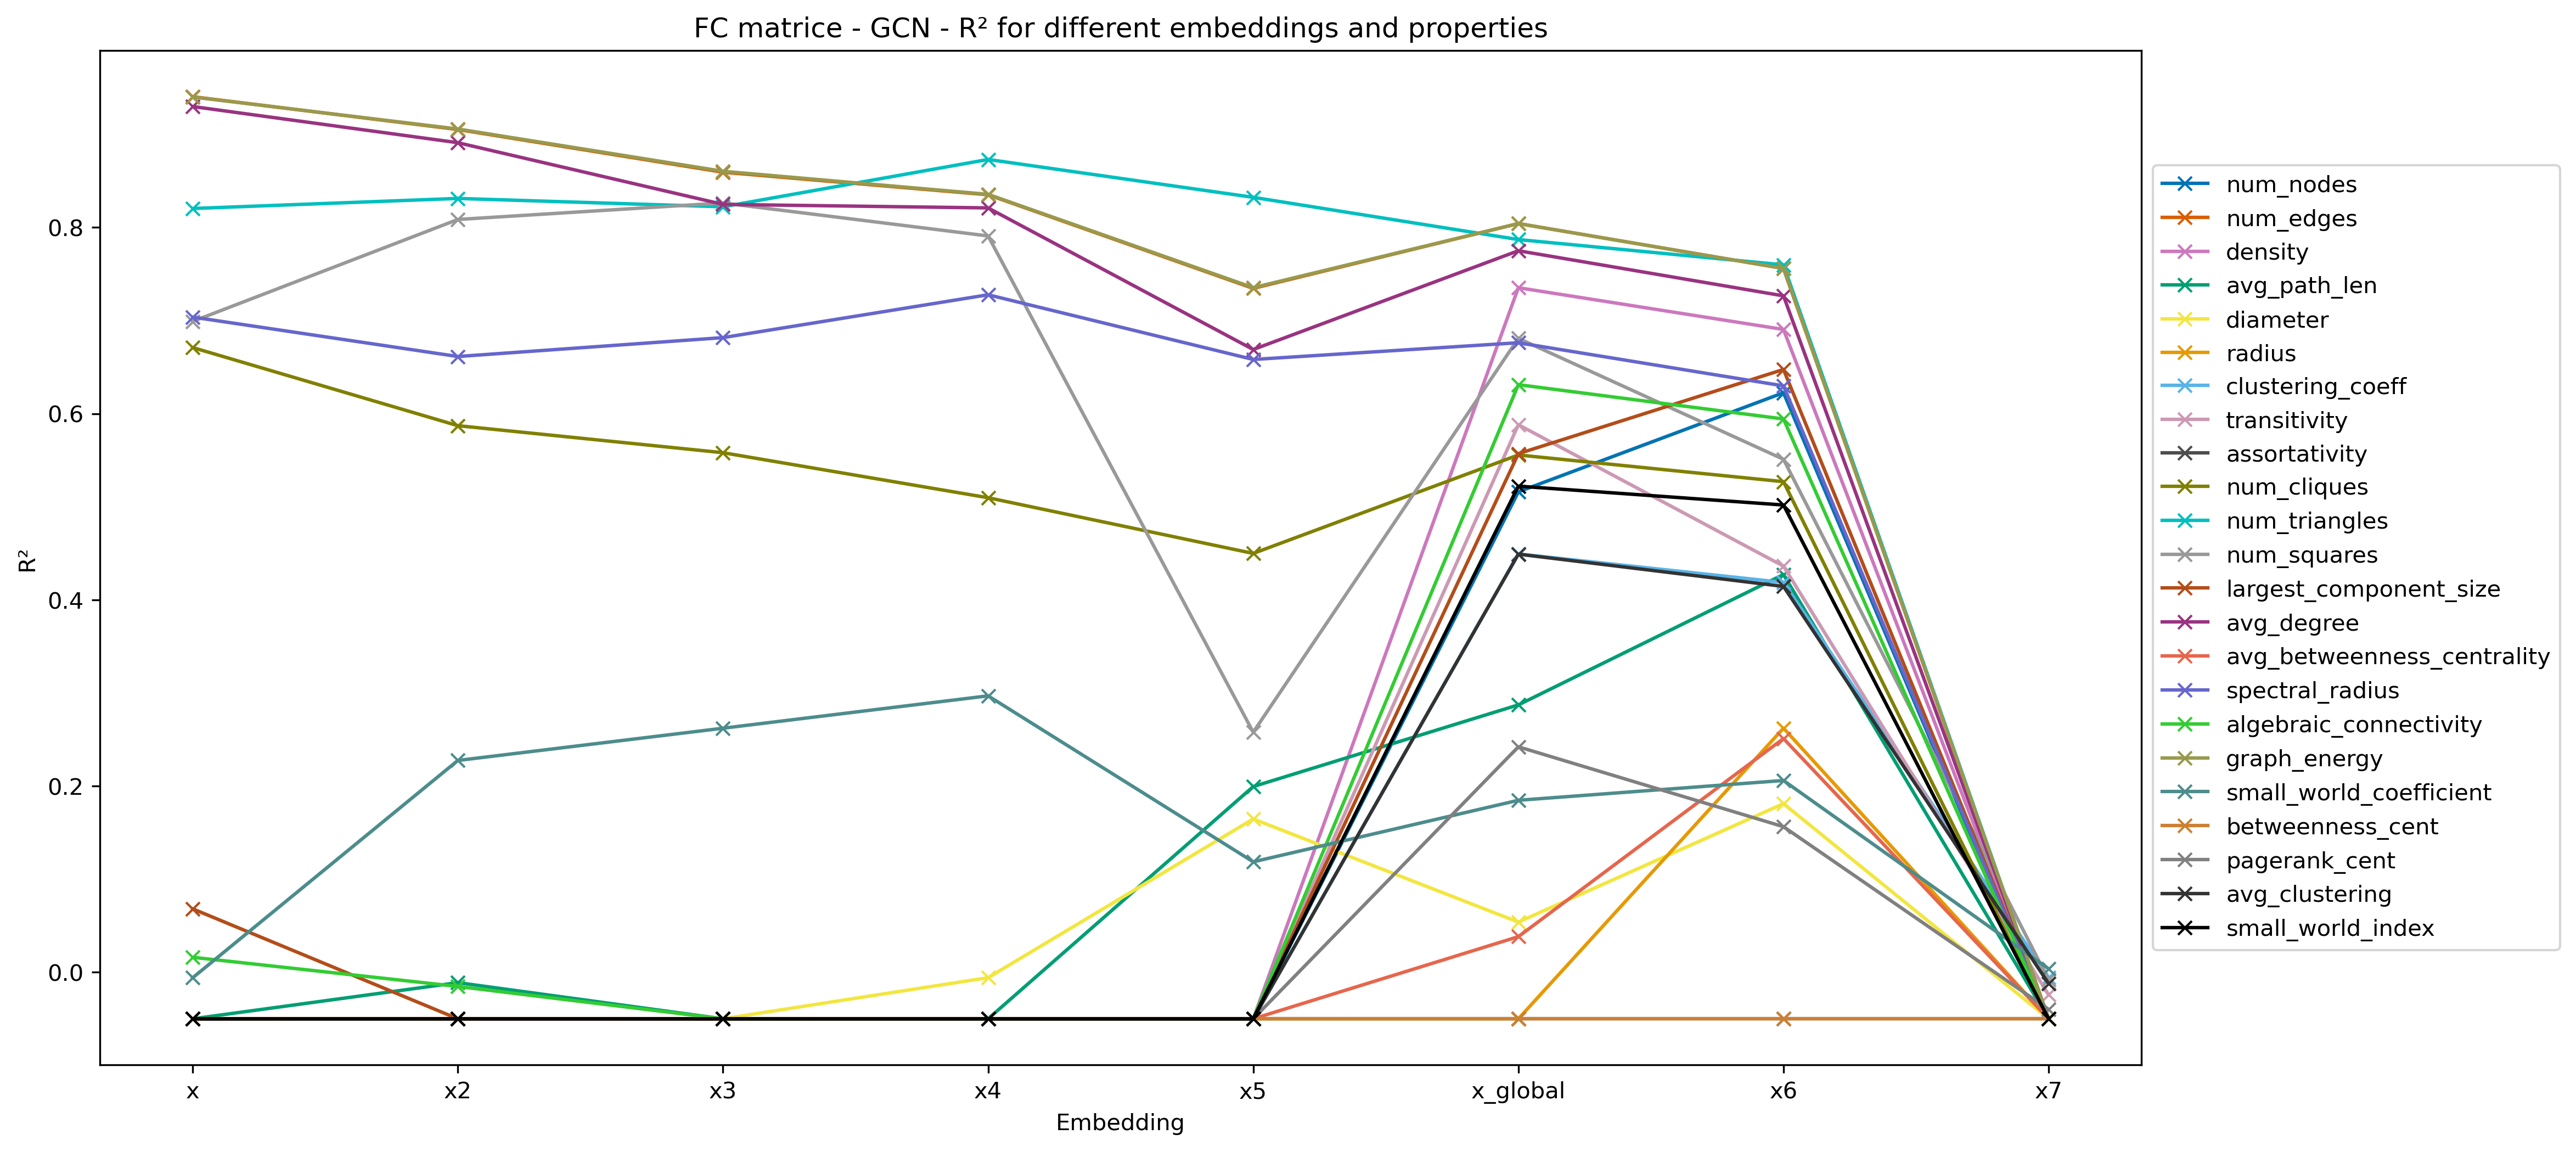 FC matrice - GCN - R² for different embeddings and properties
R²
0.8
0.6
0.4
0.2
0.0
x
x2
x3
x4
x5
x_global
x6
x7
Embedding
num_nodes
num_edges
density
avg_path_len
diameter
radius
clustering_coeff
transitivity
assortativity
num_cliques
num_triangles
num_squares
largest_component_size
avg_degree
avg_betweenness_centrality
spectral_radius
algebraic_connectivity
graph_energy
small_world_coefficient
betweenness_cent
pagerank_cent
avg_clustering
small_world_index